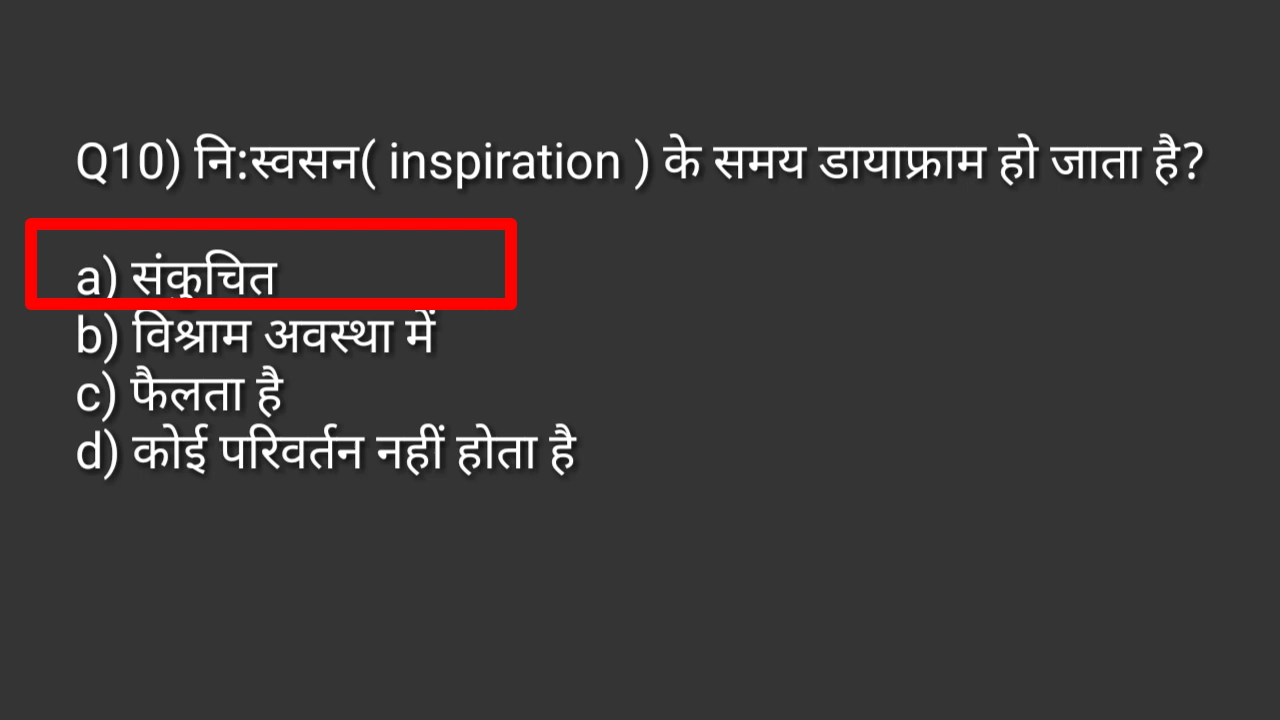 Q10) नि:स्वसन( inspiration ) के समय डायाफ्राम हो जाता है?
a) संकुचित
b) विश्राम अवस्था में
c) फैलता है
d) कोई परिवर्तन नहीं होता है